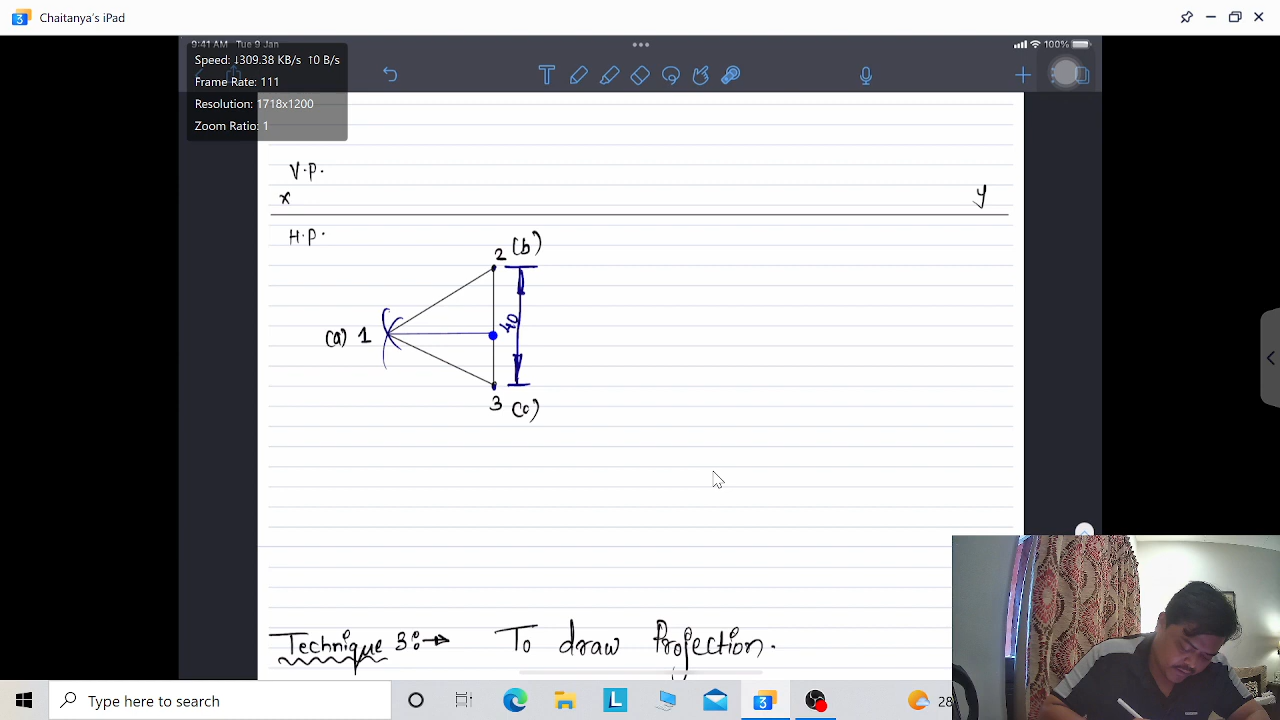 Chaitanya's iPad
9:41 AM Tue 9 Jan
100%
Speed: ↓309.38 KB/s 10 B/s
Frame Rate: 111
Resolution: 1718x1200
Zoom Ratio: 1
V.P.
x
y
H.P.
2 (b)
(a) 1
40
3 (c)
Technique 3:→ To draw Projection.
Type here to search
28